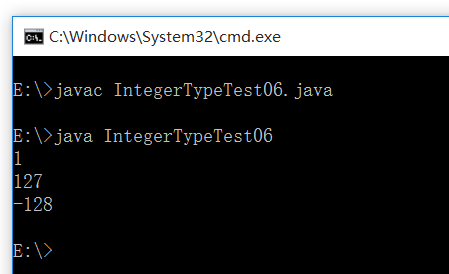 C:\Windows\System32\cmd.exe
E:\>javac IntegerTypeTest06.java
E:\>java IntegerTypeTest06
1
127
-128
E:\>